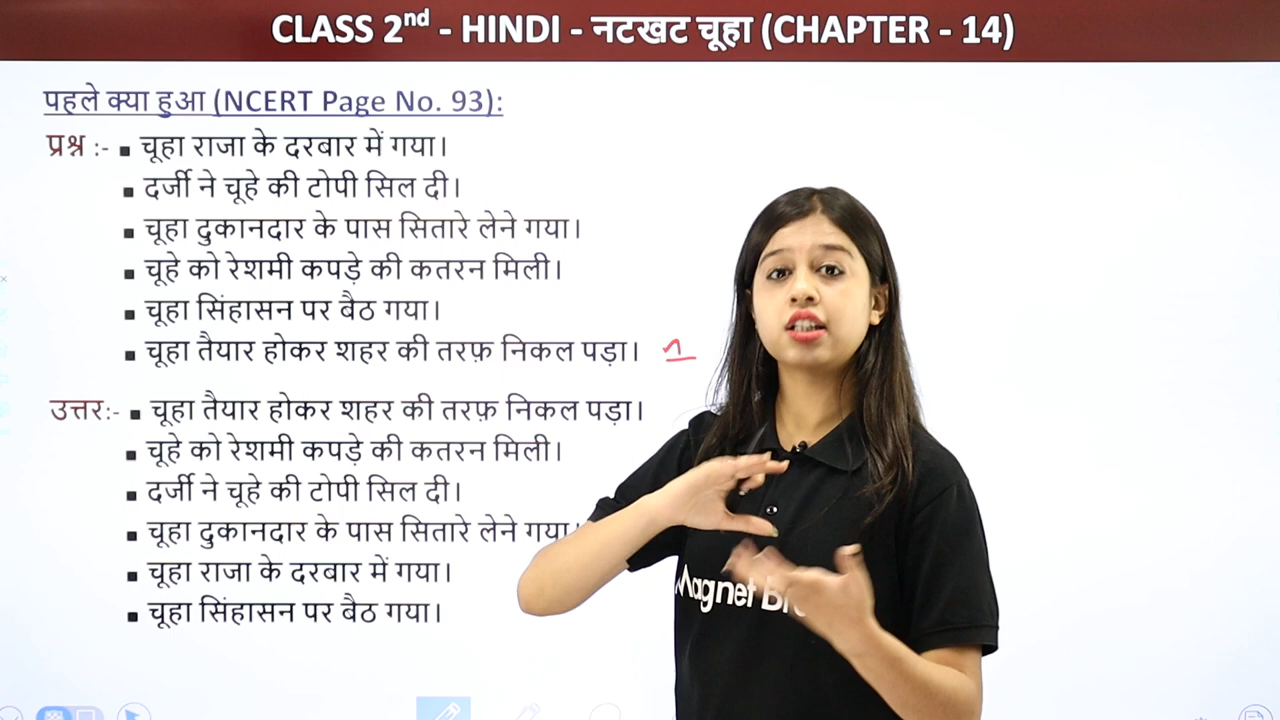 CLASS 2nd - HINDI - नटखट चूहा (CHAPTER - 14)
पहले क्या हुआ (NCERT Page No. 93):
प्रश्न :- ▪ चूहा राजा के दरबार में गया।
▪ दर्जी ने चूहे की टोपी सिल दी।
▪ चूहा दुकानदार के पास सितारे लेने गया।
▪ चूहे को रेशमी कपड़े की कतरन मिली।
▪ चूहा सिंहासन पर बैठ गया।
▪ चूहा तैयार होकर शहर की तरफ़ निकल पड़ा। 1
उत्तर:- ▪ चूहा तैयार होकर शहर की तरफ़ निकल पड़ा।
▪ चूहे को रेशमी कपड़े की कतरन मिली।
▪ दर्जी ने चूहे की टोपी सिल दी।
▪ चूहा दुकानदार के पास सितारे लेने गया।
▪ चूहा राजा के दरबार में गया।
▪ चूहा सिंहासन पर बैठ गया।
Magnet